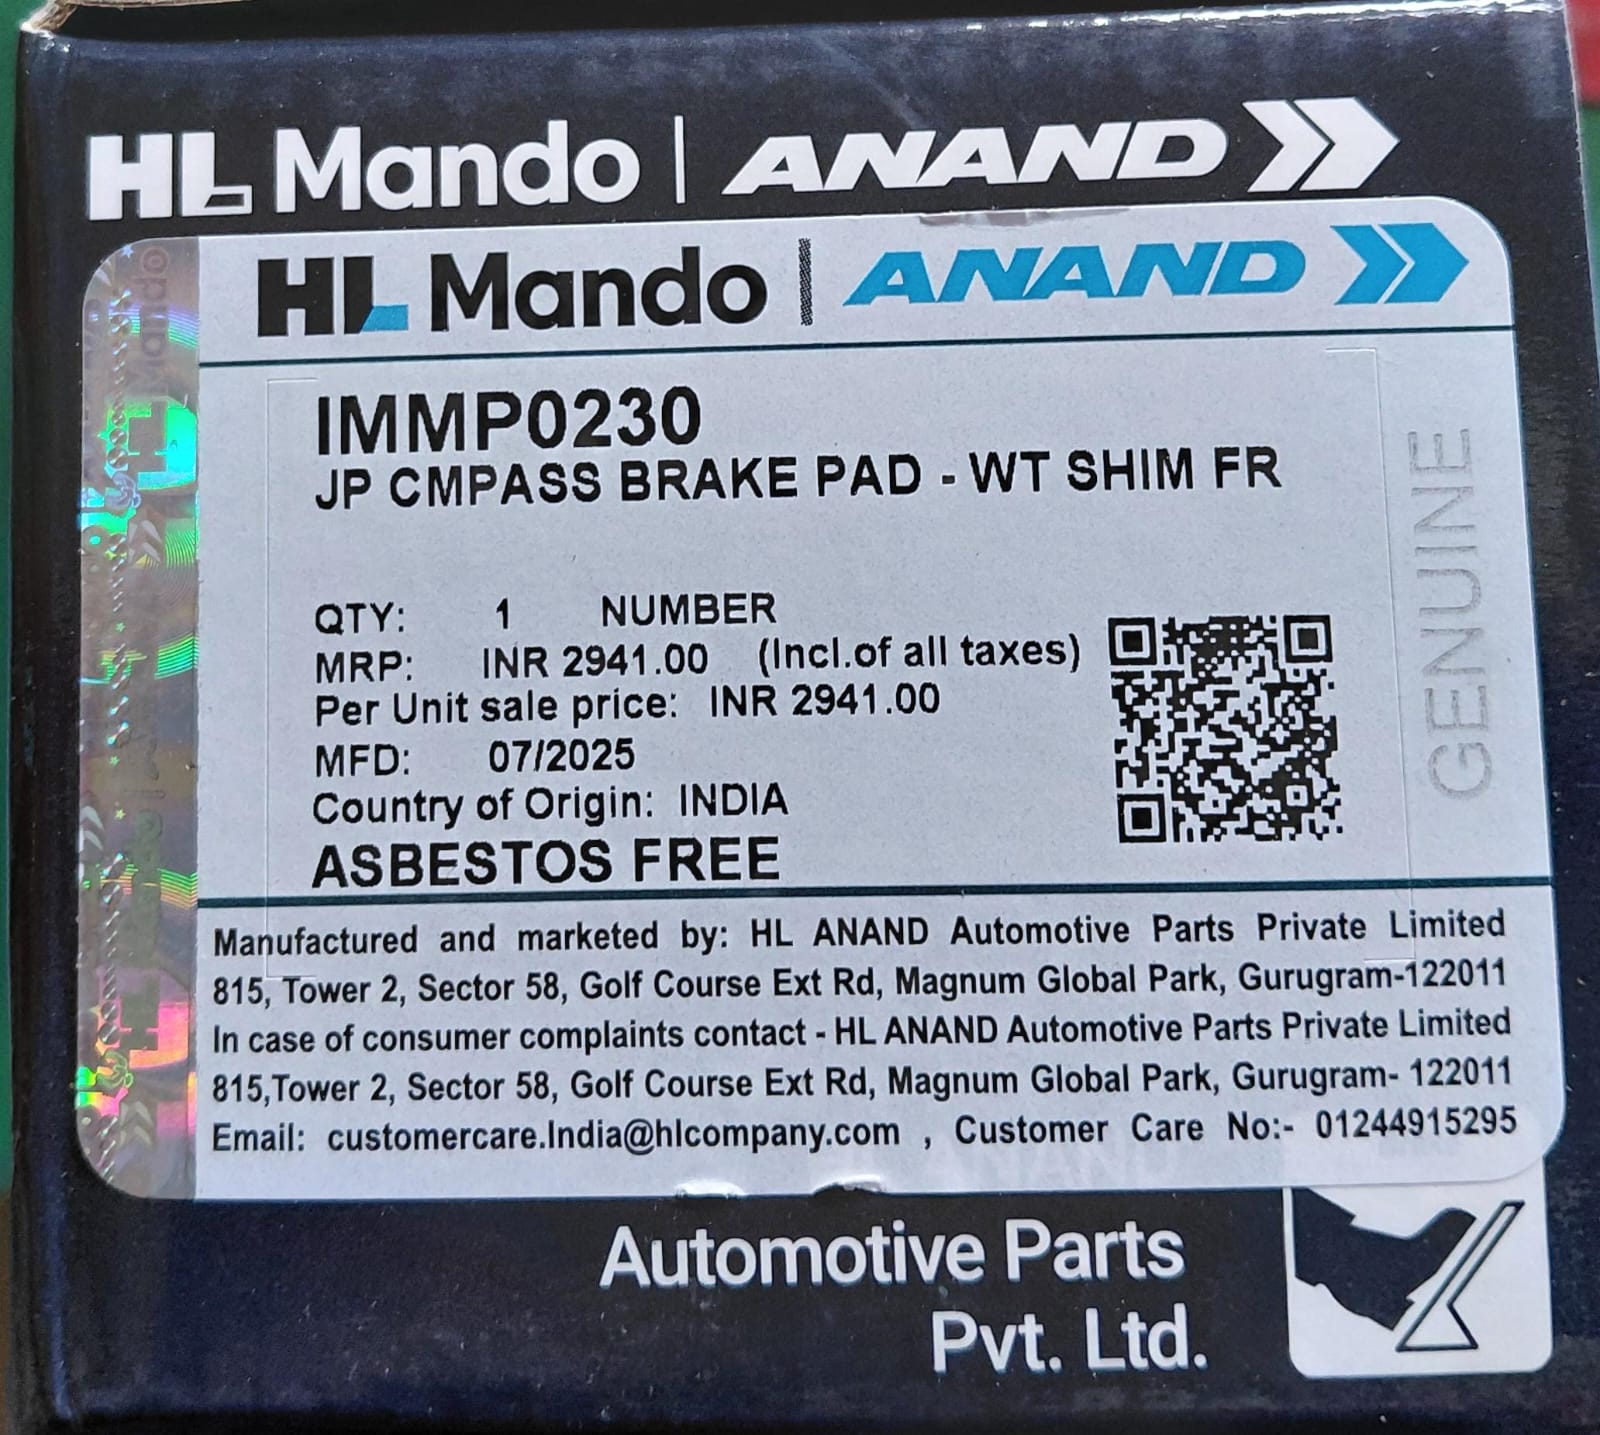 HL Mando | ANAND
HL Mando | ANAND
IMMP0230
JP CMPASS BRAKE PAD - WT SHIM FR
QTY: 1 NUMBER
MRP: INR 2941.00 (Incl.of all taxes)
Per Unit sale price: INR 2941.00
MFD: 07/2025
Country of Origin: INDIA
ASBESTOS FREE
GENUINE
Manufactured and marketed by: HL ANAND Automotive Parts Private Limited
815, Tower 2, Sector 58, Golf Course Ext Rd, Magnum Global Park, Gurugram-122011
In case of consumer complaints contact - HL ANAND Automotive Parts Private Limited
815,Tower 2, Sector 58, Golf Course Ext Rd, Magnum Global Park, Gurugram- 122011
Email: customercare.India@hlcompany.com , Customer Care No:- 01244915295
Automotive Parts
Pvt. Ltd.